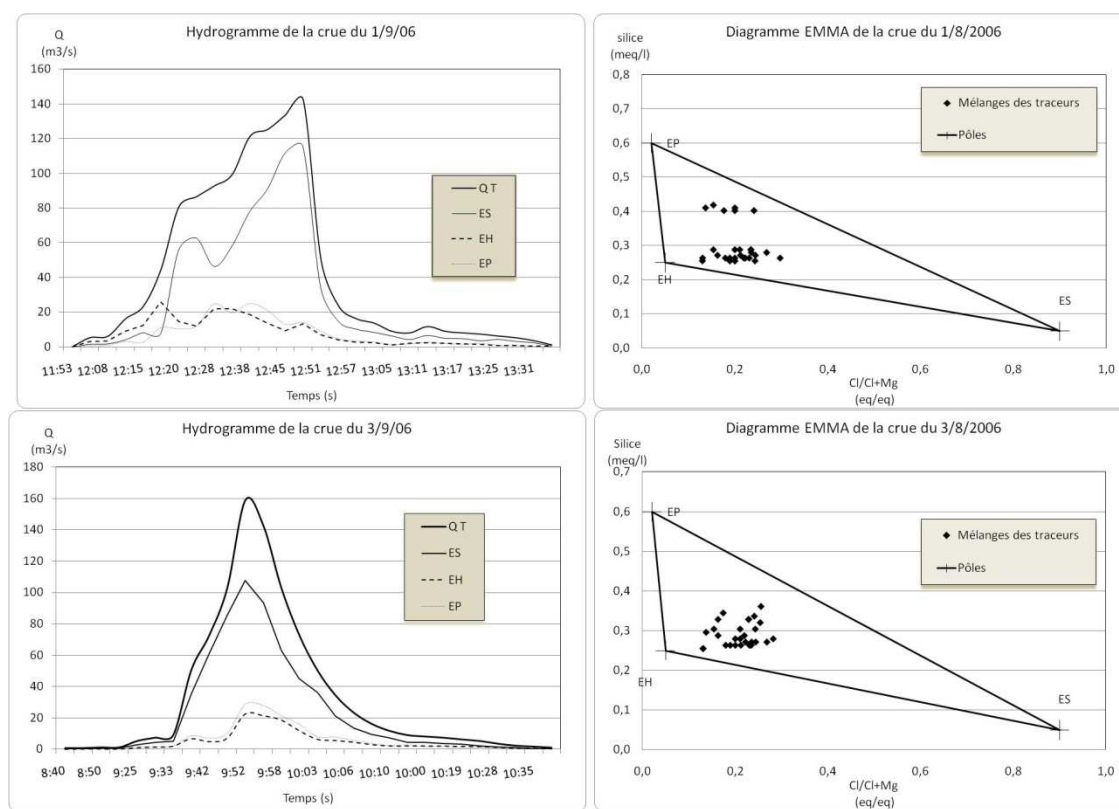 Hydrogramme de la crue du 1/9/06
Q
(m3/s)
160
140
120
100
80
60
40
20
0
Q T
ES
EH
EP
11:53 12:08 12:15 12:20 12:28 12:38 12:45 12:51 13:05 13:11 13:17 13:25 13:31
Temps (s)
Diagramme EMMA de la crue du 1/8/2006
silice
(meq/l)
0,8
0,7
0,6
0,5
0,4
0,3
0,2
0,1
0,0
EP
EH
ES
Mélanges des traceurs
Pôles
0,0 0,2 0,4 0,6 0,8 1,0
Cl/Cl+Mg
(eq/eq)
Hydrogramme de la crue du 3/9/06
Q
(m3/s)
180
160
140
120
100
80
60
40
20
0
Q T
ES
EH
EP
8:40 8:50 9:25 9:33 9:42 9:52 9:58 10:03 10:06 10:10 10:00 10:19 10:28 10:35
Temps (s)
Diagramme EMMA de la crue du 3/8/2006
Silice
(meq/l)
0,7
0,6
0,5
0,4
0,3
0,2
0,1
0,0
EP
EH
ES
Mélanges des traceurs
Pôles
0,0 0,2 0,4 0,6 0,8 1,0
Cl/Cl+Mg
(eq/eq)